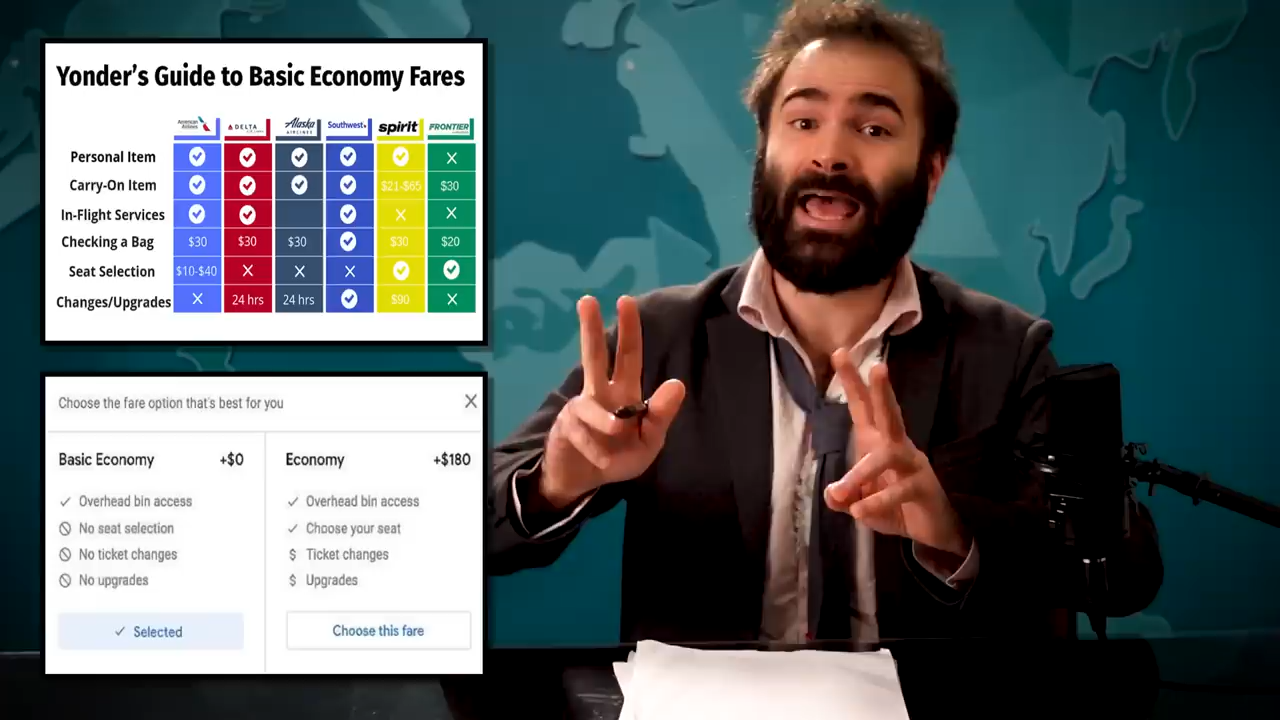 Yonder's Guide to Basic Economy Fares
American Airlines DELTA Alaska AIRLINES Southwest spirit FRONTIER
Personal Item X
Carry-On Item $21-$65 $30
In-Flight Services X X
Checking a Bag $30 $30 $30 $30 $20
Seat Selection $10-$40 X X X
Changes/Upgrades X 24 hrs 24 hrs $90 X
Choose the fare option that's best for you X
Basic Economy +$0
Overhead bin access
No seat selection
No ticket changes
No upgrades
Selected
Economy +$180
Overhead bin access
Choose your seat
$ Ticket changes
$ Upgrades
Choose this fare